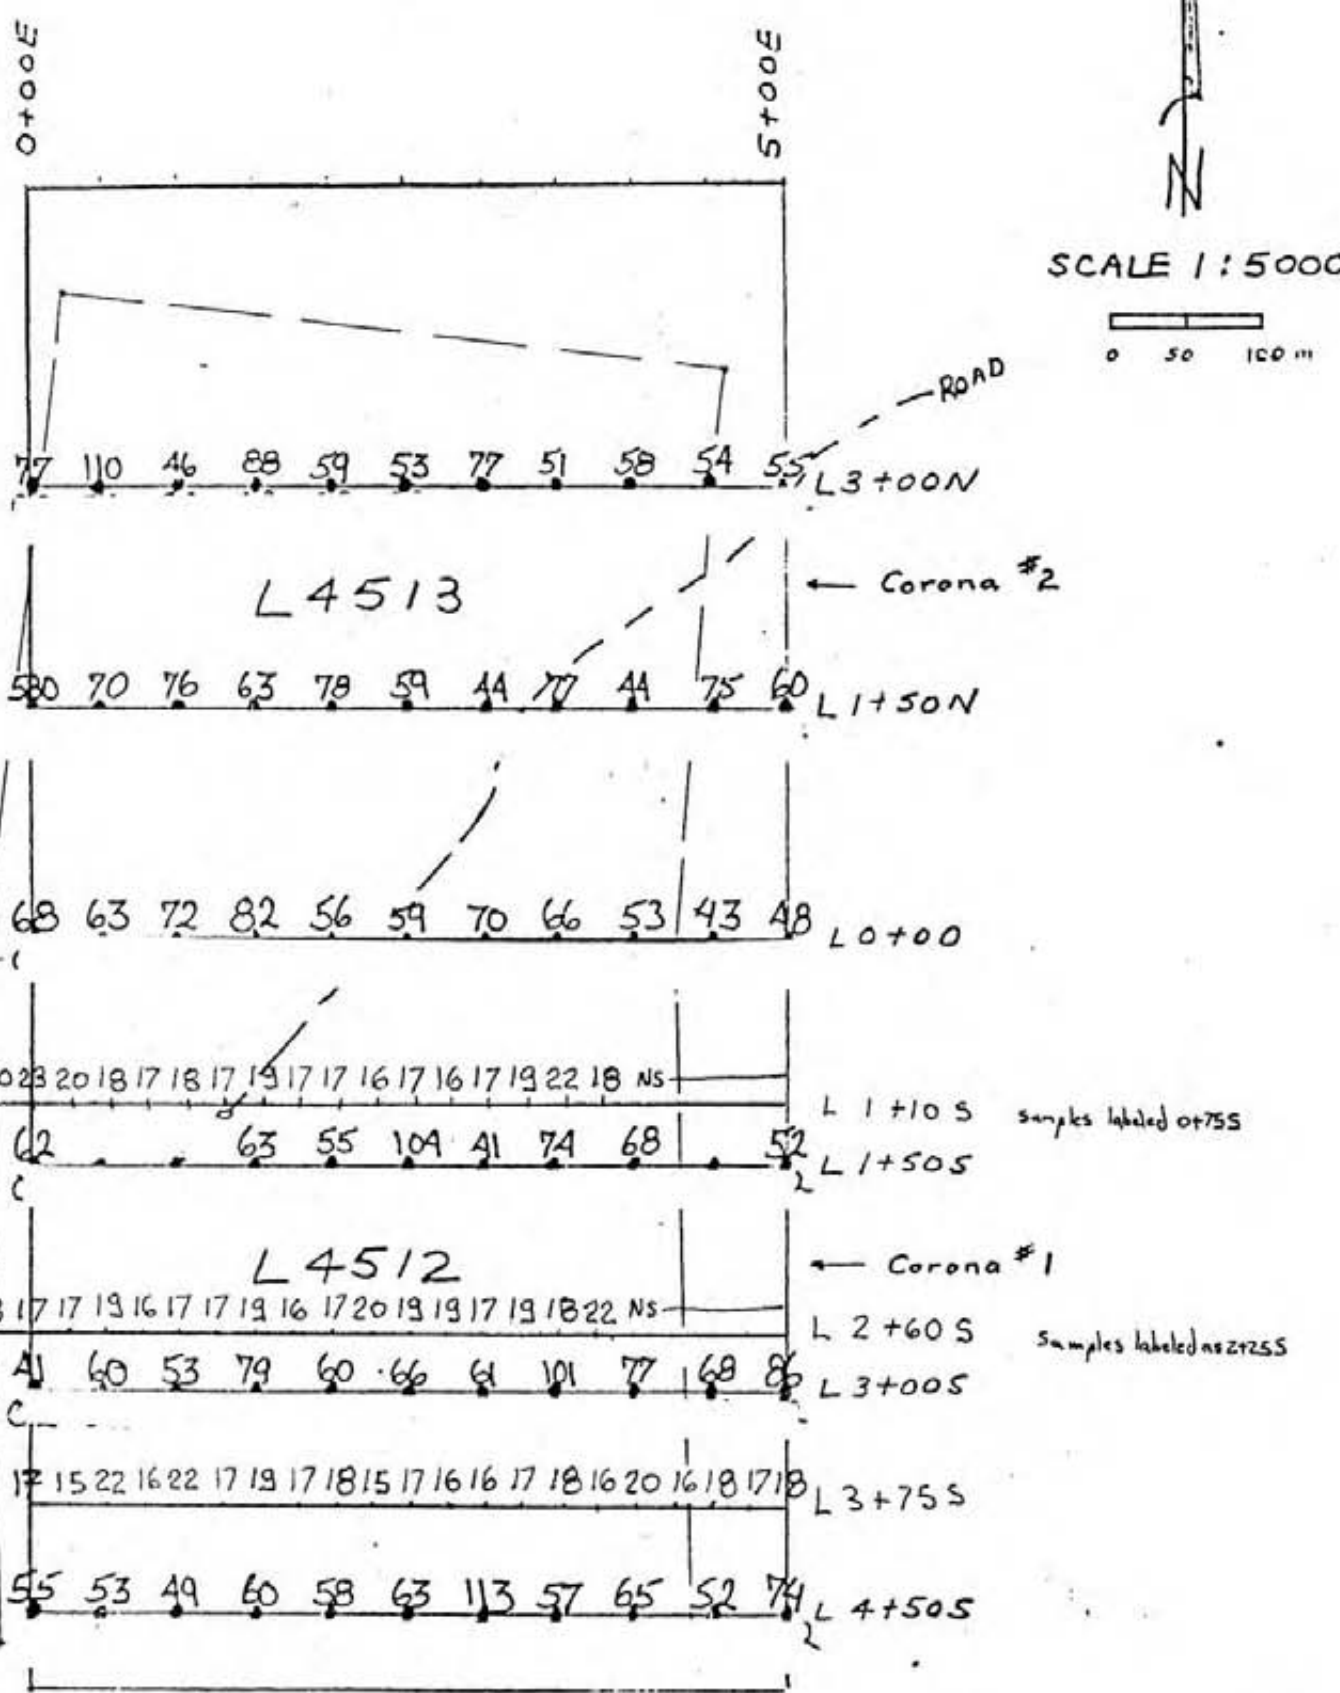 0+00E 5+00E
N
SCALE 1:5000
0 50 100 m
ROAD
77 110 46 88 59 53 77 51 58 54 55 L3+00N
L4513 ← Corona #2
580 70 76 63 78 59 44 77 44 75 60 L1+50N
68 63 72 82 56 59 70 66 53 43 48 L0+00
23 20 18 17 18 17 19 17 17 16 17 16 17 19 22 18 NS
L 1+10 S samples labeled 0+75S
62 63 55 104 41 74 68 52 L1+50S
L4512 ← Corona #1
17 17 19 16 17 17 19 16 17 20 19 19 17 19 18 22 NS L 2+60 S samples labeled as 2+25S
41 60 53 79 60 66 61 101 77 68 86 L3+00S
17 15 22 16 22 17 19 17 18 15 17 16 16 17 18 16 20 16 18 17 18 L3+75S
55 53 49 60 58 63 113 57 65 52 74 L 4+50S